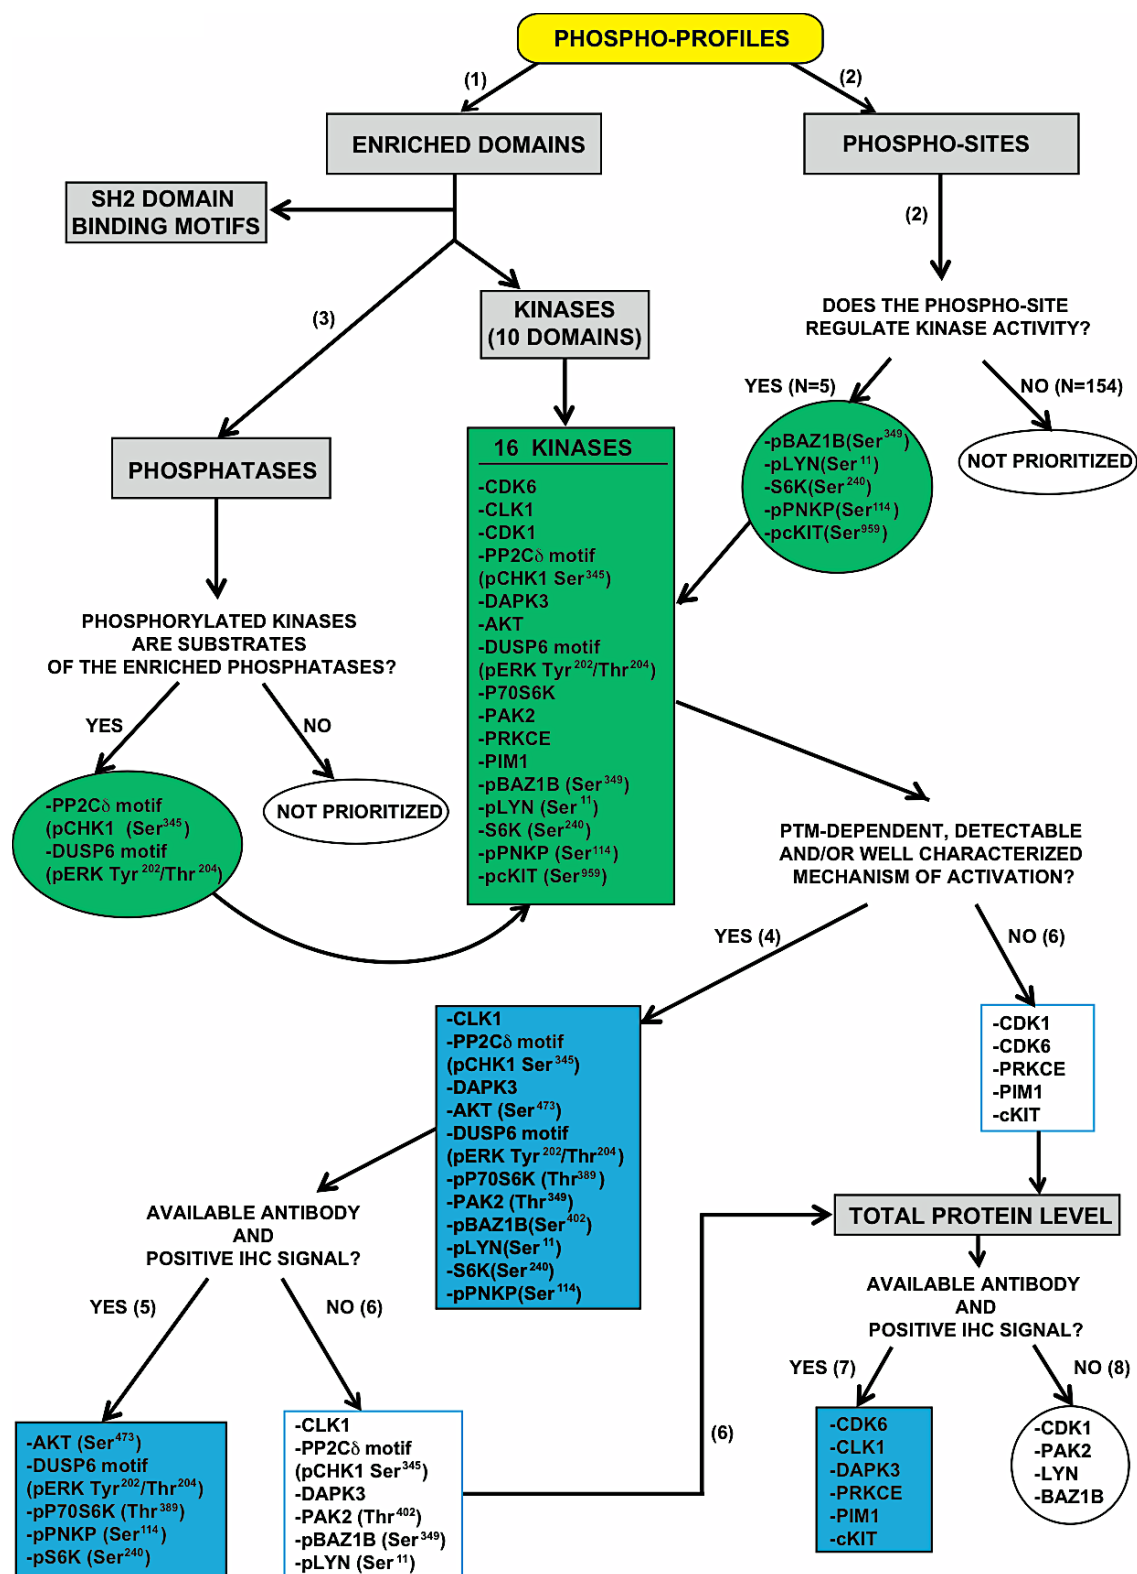 PHOSPHO-PROFILES
(1)
(2)
ENRICHED DOMAINS
PHOSPHO-SITES
SH2 DOMAIN
BINDING MOTIFS
(2)
(3)
KINASES
(10 DOMAINS)
DOES THE PHOSPHO-SITE
REGULATE KINASE ACTIVITY?
YES (N=5)
NO (N=154)
-pBAZ1B(Ser349)
-pLYN(Ser11)
-S6K(Ser240)
-pPNKP(Ser114)
-pcKIT(Ser959)
NOT PRIORITIZED
PHOSPHATASES
16 KINASES
-CDK6
-CLK1
-CDK1
-PP2Cδ motif
(pCHK1 Ser345)
-DAPK3
-AKT
-DUSP6 motif
(pERK Tyr202/Thr204)
-P70S6K
-PAK2
-PRKCE
-PIM1
-pBAZ1B (Ser349)
-pLYN (Ser11)
-S6K (Ser240)
-pPNKP (Ser114)
-pcKIT (Ser959)
PHOSPHORYLATED KINASES
ARE SUBSTRATES
OF THE ENRICHED PHOSPHATASES?
YES
NO
-PP2Cδ motif
(pCHK1 (Ser345)
-DUSP6 motif
(pERK Tyr202/Thr204)
NOT PRIORITIZED
PTM-DEPENDENT, DETECTABLE
AND/OR WELL CHARACTERIZED
MECHANISM OF ACTIVATION?
YES (4)
NO (6)
-CLK1
-PP2Cδ motif
(pCHK1 Ser345)
-DAPK3
-AKT (Ser473)
-DUSP6 motif
(pERK Tyr202/Thr204)
-pP70S6K (Thr389)
-PAK2 (Thr349)
-pBAZ1B(Ser402)
-pLYN(Ser11)
-S6K(Ser240)
-pPNKP(Ser114)
-CDK1
-CDK6
-PRKCE
-PIM1
-cKIT
TOTAL PROTEIN LEVEL
AVAILABLE ANTIBODY
AND
POSITIVE IHC SIGNAL?
YES (5)
NO (6)
-AKT (Ser473)
-DUSP6 motif
(pERK Tyr202/Thr204)
-pP70S6K (Thr389)
-pPNKP (Ser114)
-pS6K (Ser240)
-CLK1
-PP2Cδ motif
(pCHK1 Ser345)
-DAPK3
-PAK2 (Thr402)
-pBAZ1B (Ser349)
-pLYN (Ser11)
(6)
AVAILABLE ANTIBODY
AND
POSITIVE IHC SIGNAL?
YES (7)
NO (8)
-CDK6
-CLK1
-DAPK3
-PRKCE
-PIM1
-cKIT
-CDK1
-PAK2
-LYN
-BAZ1B